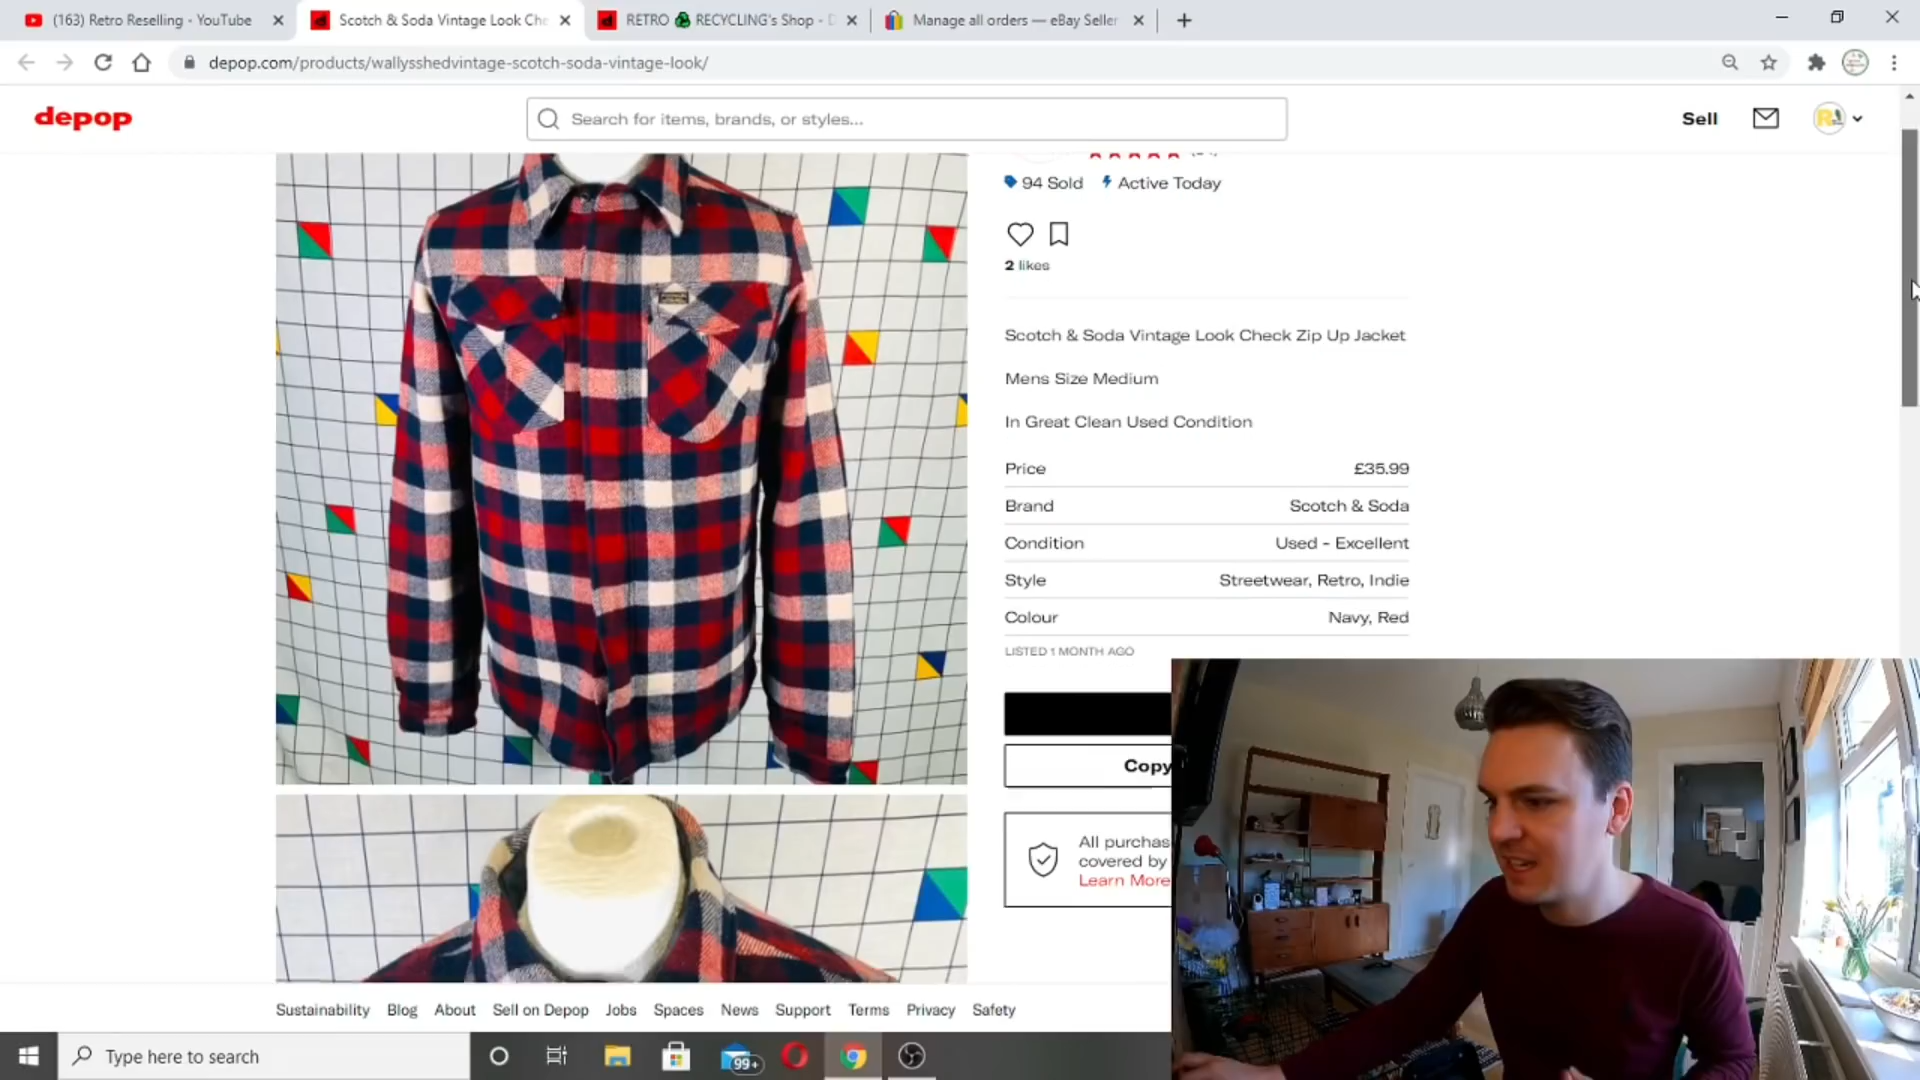 (163) Retro Reselling - YouTube
Scotch & Soda Vintage Look Che
RETRO RECYCLING's Shop - D
Manage all orders — eBay Seller
depop.com/products/wallysshedvintage-scotch-soda-vintage-look/
depop
Search for items, brands, or styles...
Sell
94 Sold
Active Today
2 likes
Scotch & Soda Vintage Look Check Zip Up Jacket
Mens Size Medium
In Great Clean Used Condition
Price £35.99
Brand Scotch & Soda
Condition Used - Excellent
Style Streetwear, Retro, Indie
Colour Navy, Red
LISTED 1 MONTH AGO
Copy
All purchas
covered by
Learn More
Sustainability Blog About Sell on Depop Jobs Spaces News Support Terms Privacy Safety
Type here to search
99+